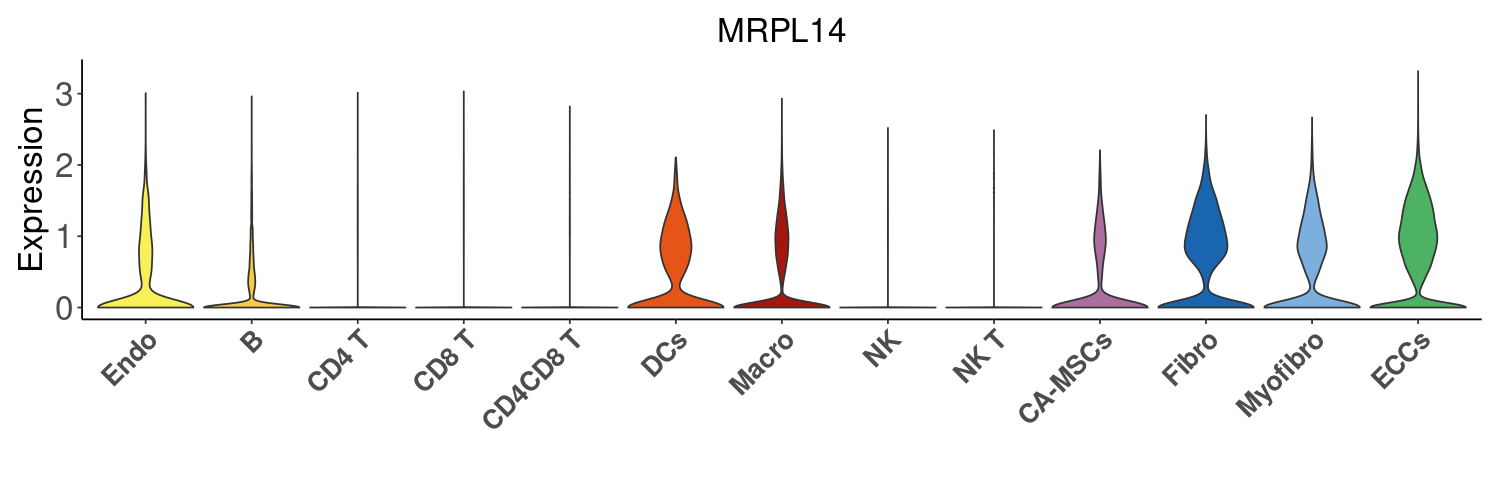 MRPL14
Expression
3
2
1
0
Endo
B
CD4 T
CD8 T
CD4CD8 T
DCs
Macro
NK
NK T
CA-MSCs
Fibro
Myofibro
ECCs